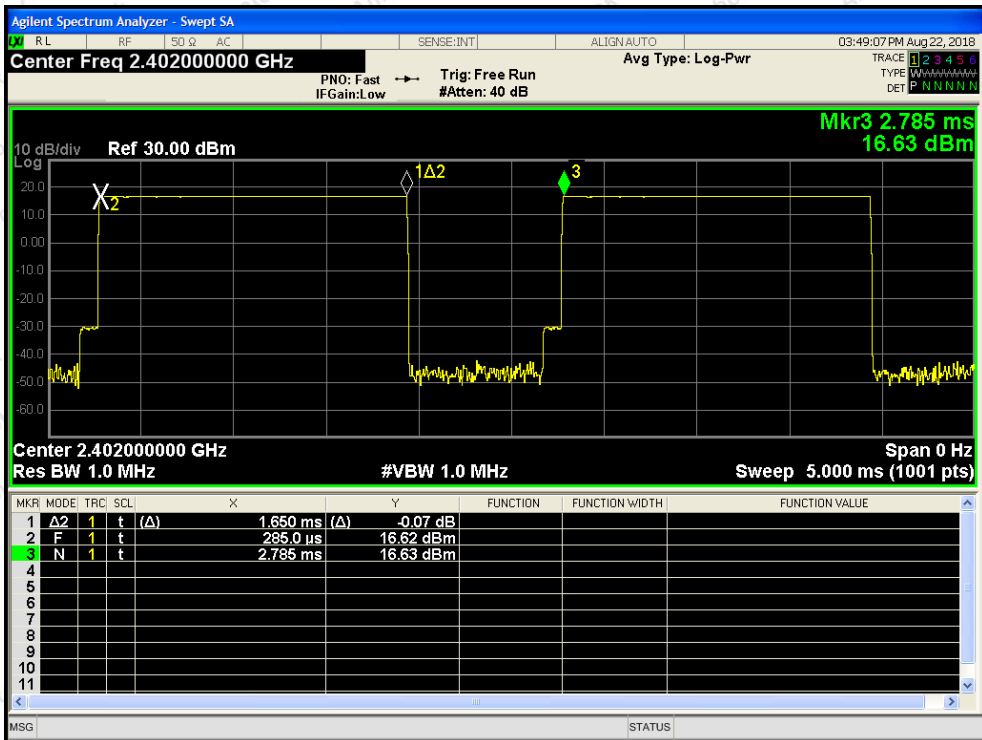 Agilent Spectrum Analyzer - Swept SA
LXI RL RF 50 Ω AC SENSE:INT ALIGN AUTO 03:49:07 PM Aug 22, 2018
Center Freq 2.402000000 GHz
PNO: Fast
IFGain:Low
Trig: Free Run
#Atten: 40 dB
Avg Type: Log-Pwr
TRACE 1 2 3 4 5 6
TYPE WWWWWW
DET P N N N N N
Mkr3 2.785 ms
16.63 dBm
10 dB/div Ref 30.00 dBm
Log
20.0
10.0
0.00
-10.0
-20.0
-30.0
-40.0
-50.0
-60.0
2
1Δ2
3
Center 2.402000000 GHz Span 0 Hz
Res BW 1.0 MHz #VBW 1.0 MHz Sweep 5.000 ms (1001 pts)
MKR MODE TRC SCL X Y FUNCTION FUNCTION WIDTH FUNCTION VALUE
1 Δ2 1 t (Δ) 1.650 ms (Δ) -0.07 dB
2 F 1 t 285.0 µs 16.62 dBm
3 N 1 t 2.785 ms 16.63 dBm
4
5
6
7
8
9
10
11
MSG STATUS